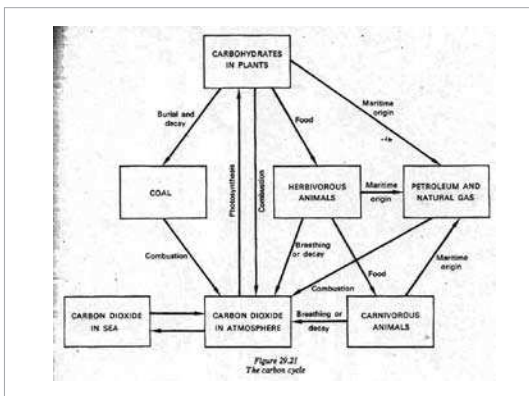 CARBOHYDRATES
IN PLANTS
Burial and
decay
Photosynthesis
Combustion
Food
Maritime
origin
COAL
HERBIVOROUS
ANIMALS
Maritime
origin
PETROLEUM AND
NATURAL GAS
Combustion
Breathing
or decay
Food
Combustion
Maritime
origin
CARBON DIOXIDE
IN SEA
CARBON DIOXIDE
IN ATMOSPHERE
Breathing or
decay
CARNIVOROUS
ANIMALS
Figure 29.21
The carbon cycle